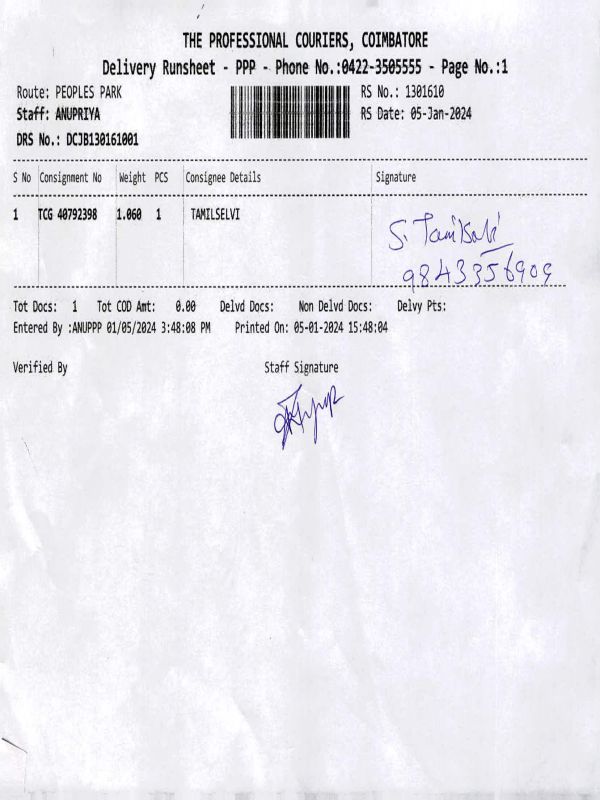 THE PROFESSIONAL COURIERS, COIMBATORE
Delivery Runsheet - PPP - Phone No.:0422-3505555 - Page No.:1
Route: PEOPLES PARK RS No.: 1301610
Staff: ANUPRIYA RS Date: 05-Jan-2024
DRS No.: DCJB130161001
S No Consignment No Weight PCS Consignee Details Signature
1 TCG 40792398 1.060 1 TAMILSELVI
S. Tamilselvi
9843356909
Tot Docs: 1 Tot COD Amt: 0.00 Delvd Docs: Non Delvd Docs: Delvy Pts:
Entered By :ANUPPP 01/05/2024 3:48:08 PM Printed On: 05-01-2024 15:48:04
Verified By Staff Signature